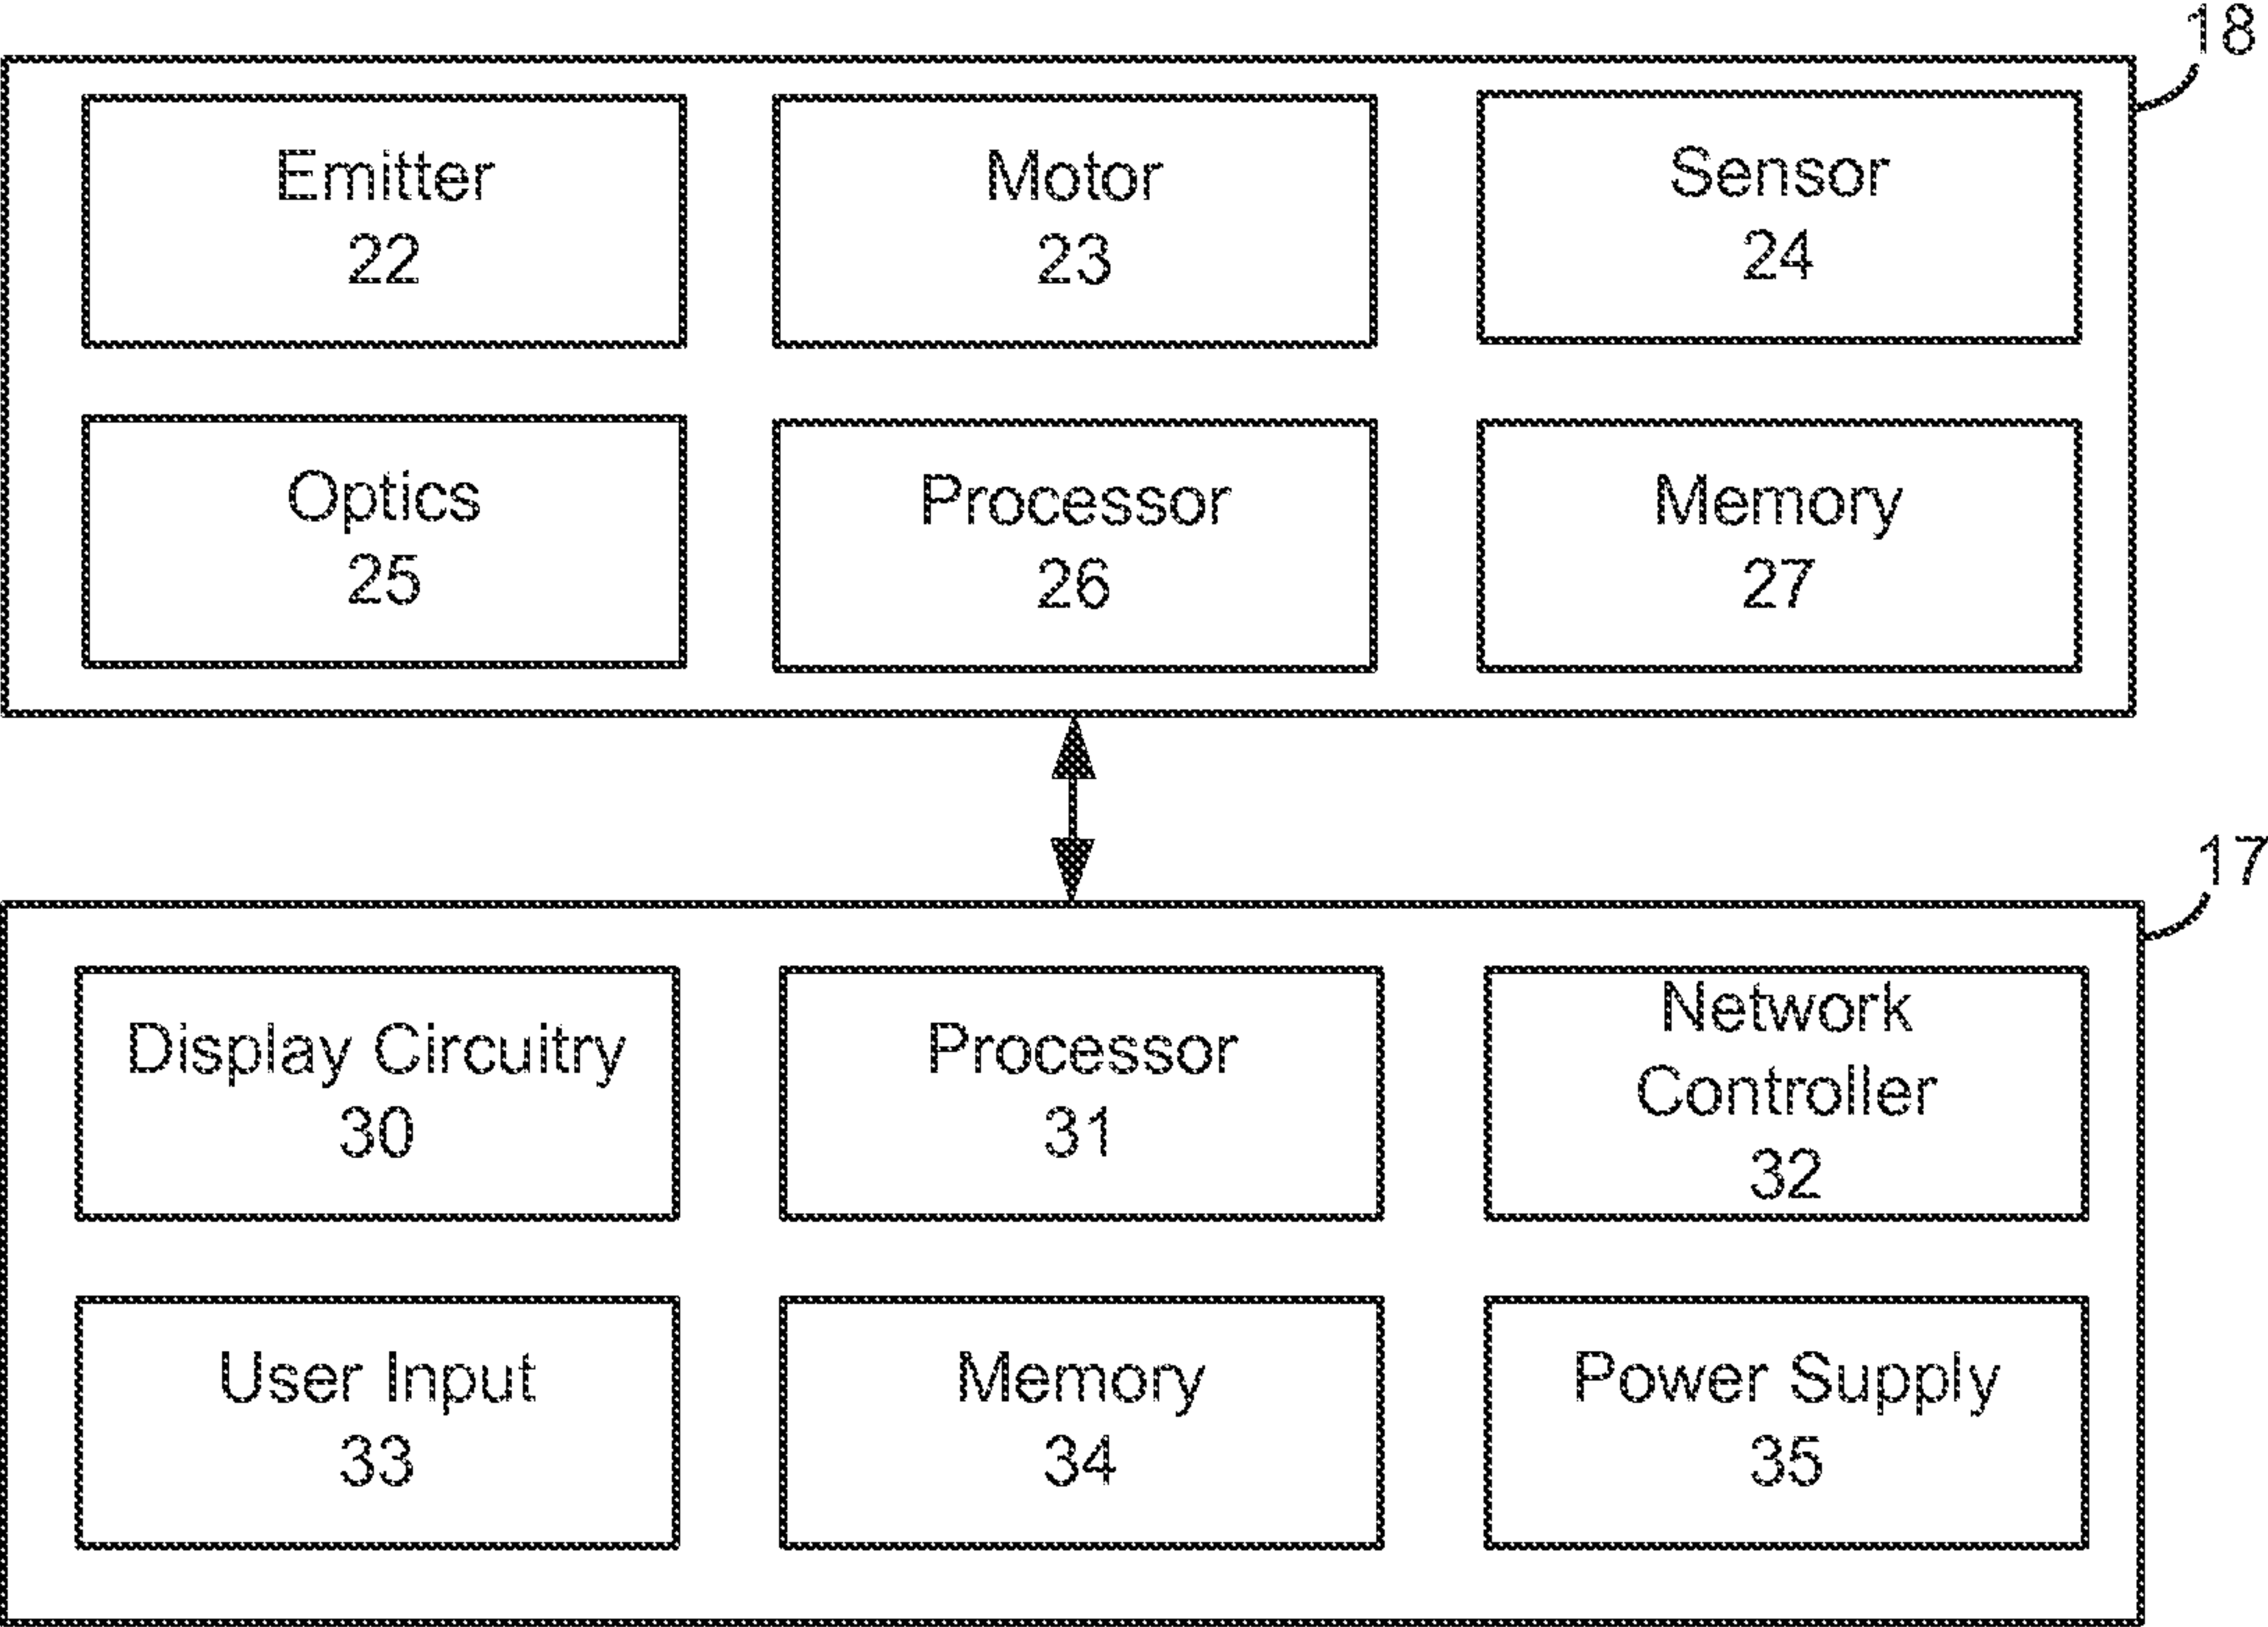 18
Emitter
22
Motor
23
Sensor
24
Optics
25
Processor
26
Memory
27
17
Display Circuitry
30
Processor
31
Network
Controller
32
User Input
33
Memory
34
Power Supply
35